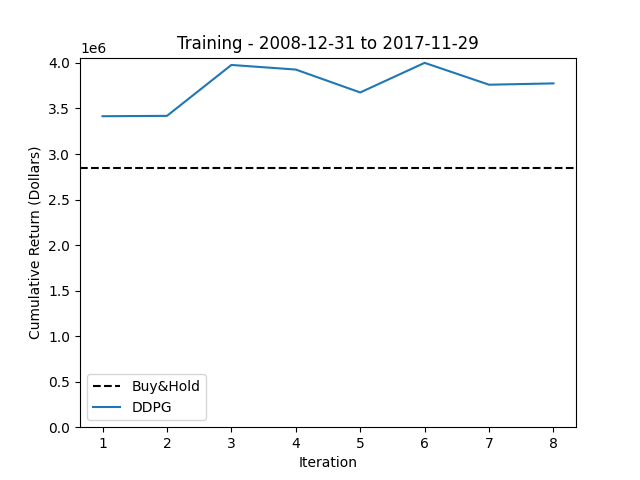 Training - 2008-12-31 to 2017-11-29
1e6
4.0
3.5
3.0
2.5
2.0
1.5
1.0
0.5
0.0
Cumulative Return (Dollars)
Buy&Hold
DDPG
1 2 3 4 5 6 7 8
Iteration